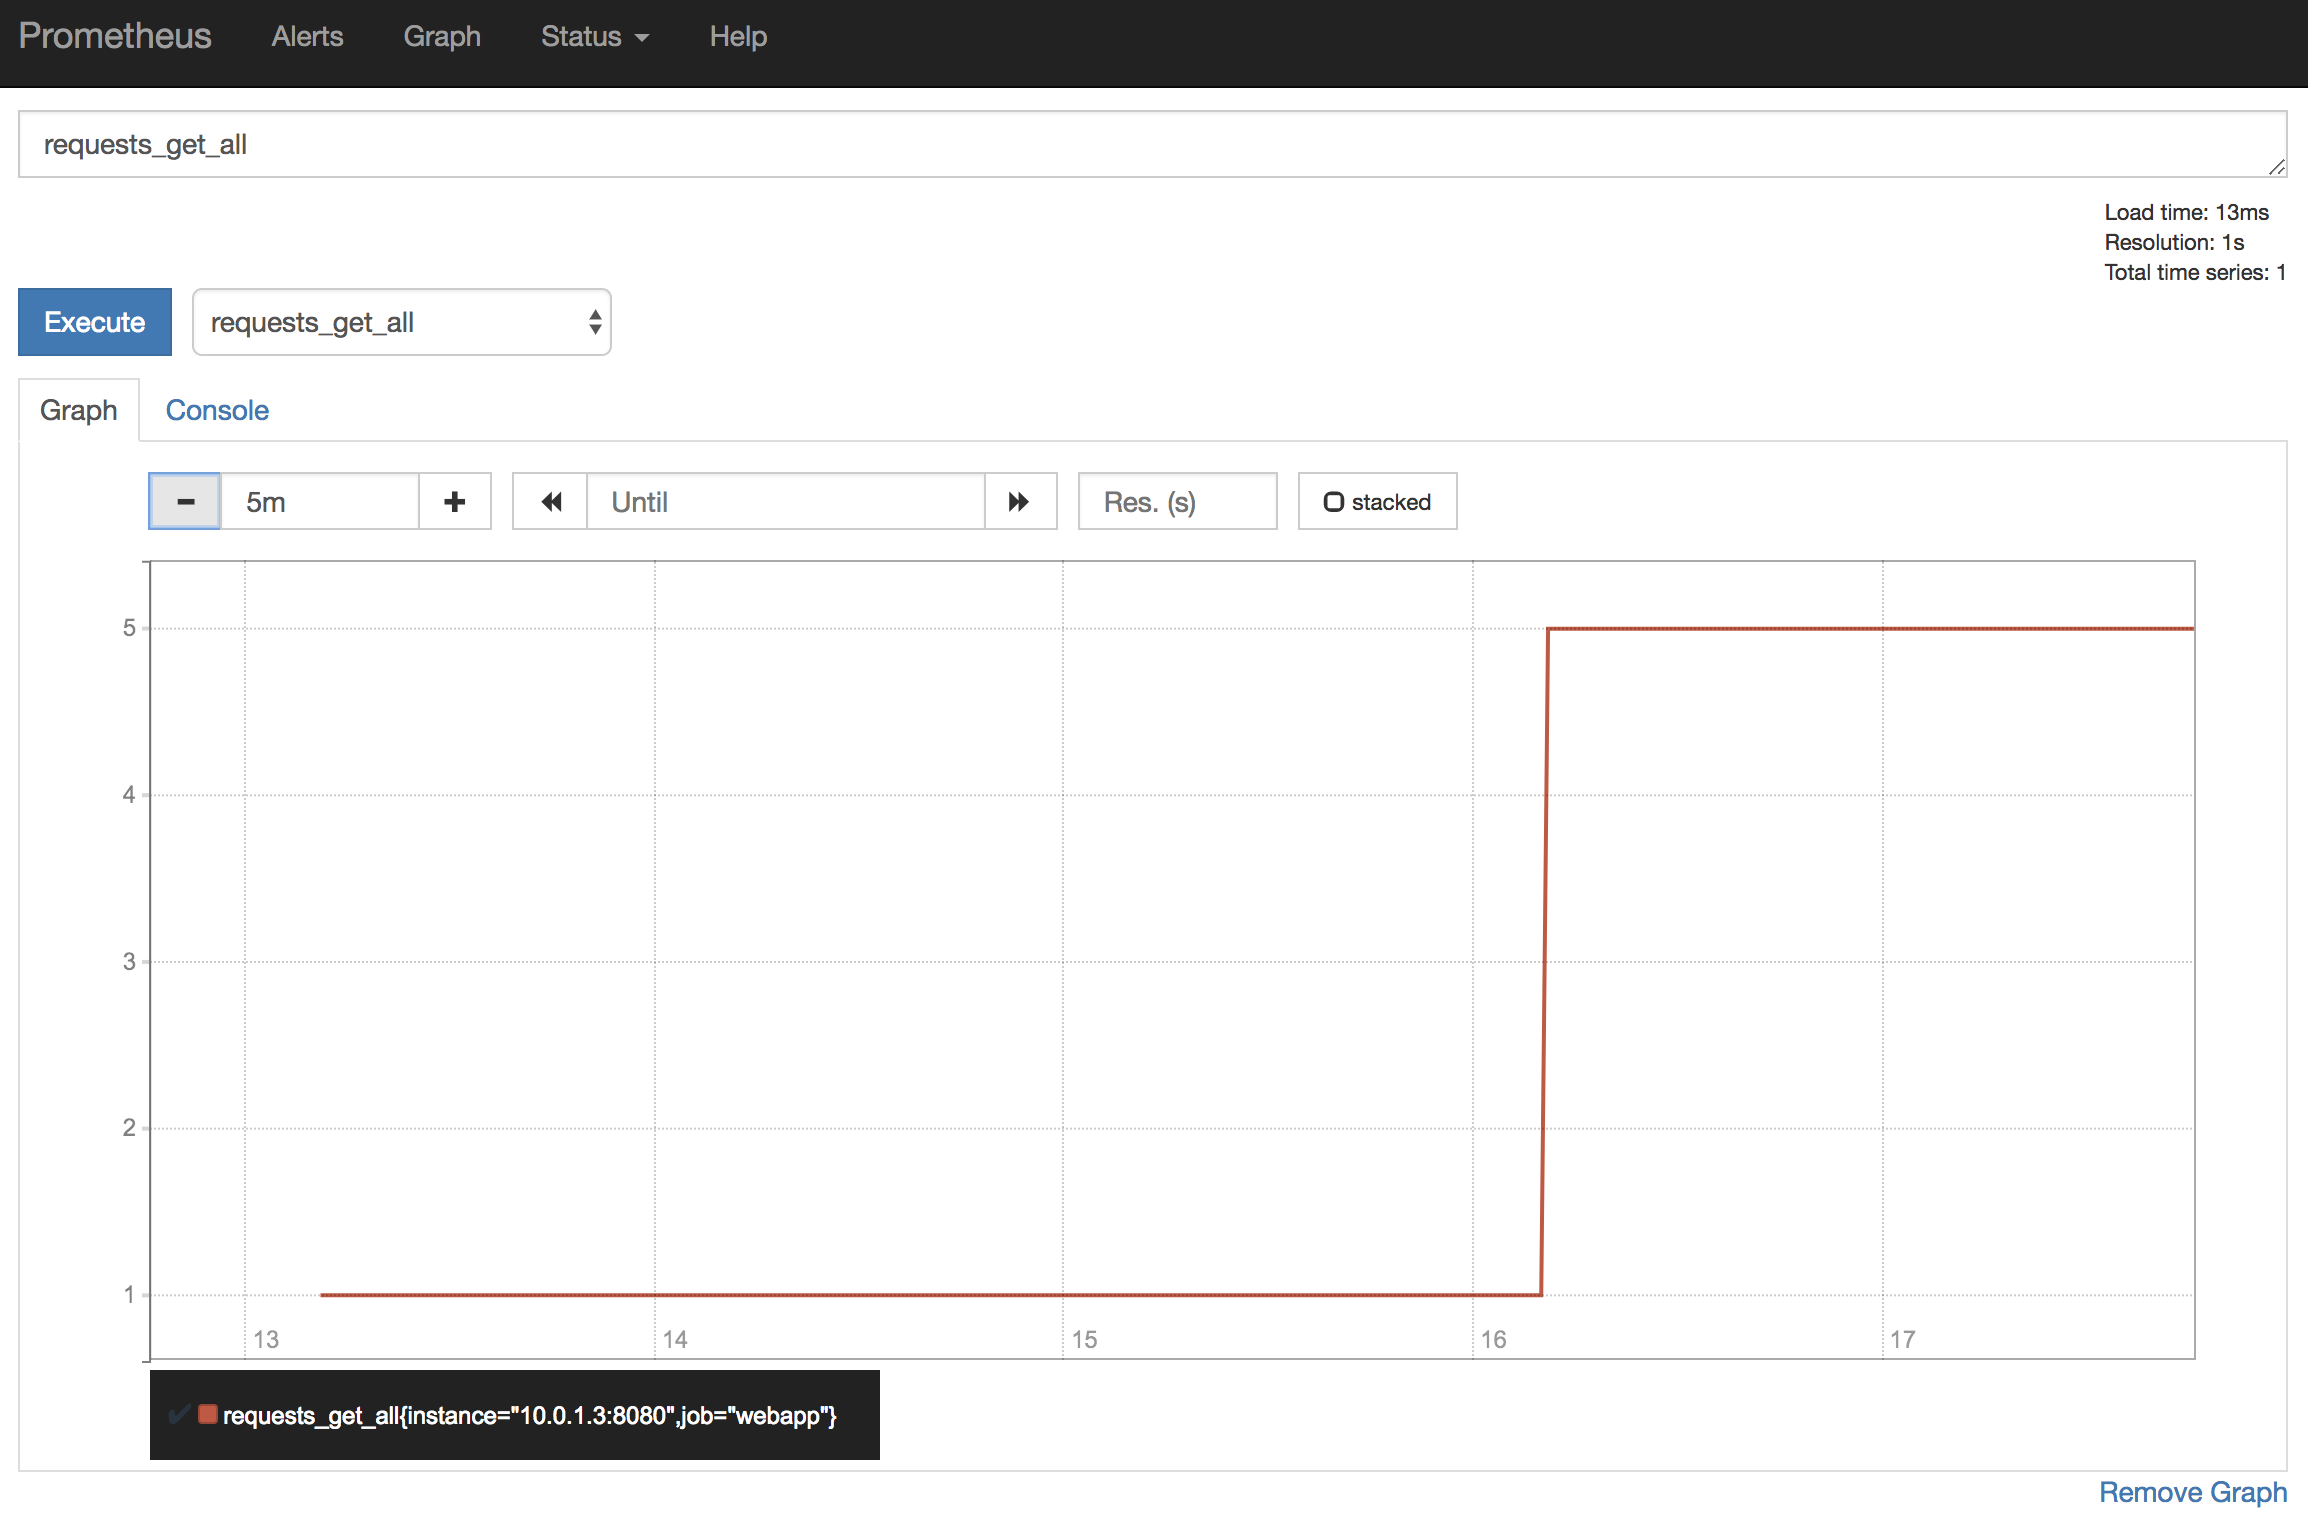 Prometheus Alerts Graph Status Help
requests_get_all
Load time: 13ms
Resolution: 1s
Total time series: 1
Execute requests_get_all
Graph Console
5m Until Res. (s) stacked
5
4
3
2
1
13 14 15 16 17
requests_get_all{instance="10.0.1.3:8080",job="webapp"}
Remove Graph